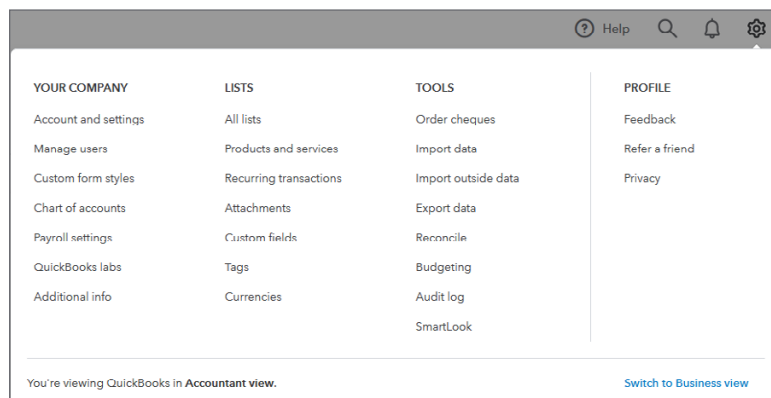 Help
YOUR COMPANY
Account and settings
Manage users
Custom form styles
Chart of accounts
Payroll settings
QuickBooks labs
Additional info
LISTS
All lists
Products and services
Recurring transactions
Attachments
Custom fields
Tags
Currencies
TOOLS
Order cheques
Import data
Import outside data
Export data
Reconcile
Budgeting
Audit log
SmartLook
PROFILE
Feedback
Refer a friend
Privacy
You're viewing QuickBooks in Accountant view.
Switch to Business view